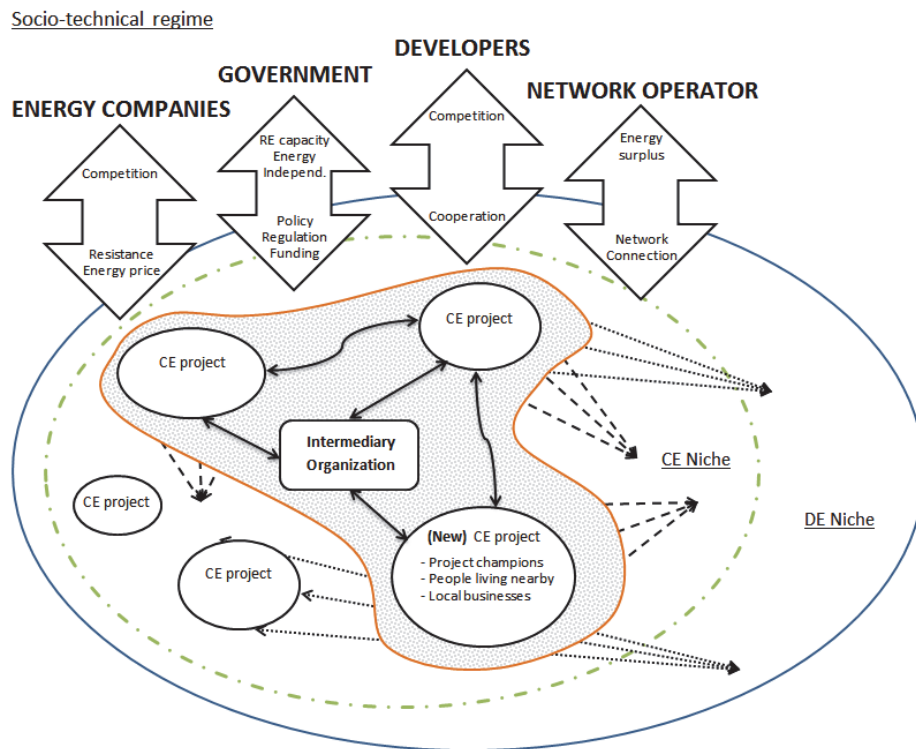 Socio-technical regime
DEVELOPERS
GOVERNMENT
NETWORK OPERATOR
ENERGY COMPANIES
Competition
Resistance
Energy price
RE capacity
Energy
Independ.
Policy
Regulation
Funding
Competition
Cooperation
Energy
surplus
Network
Connection
CE project
CE project
Intermediary
Organization
CE Niche
CE project
DE Niche
(New) CE project
- Project champions
- People living nearby
- Local businesses
CE project